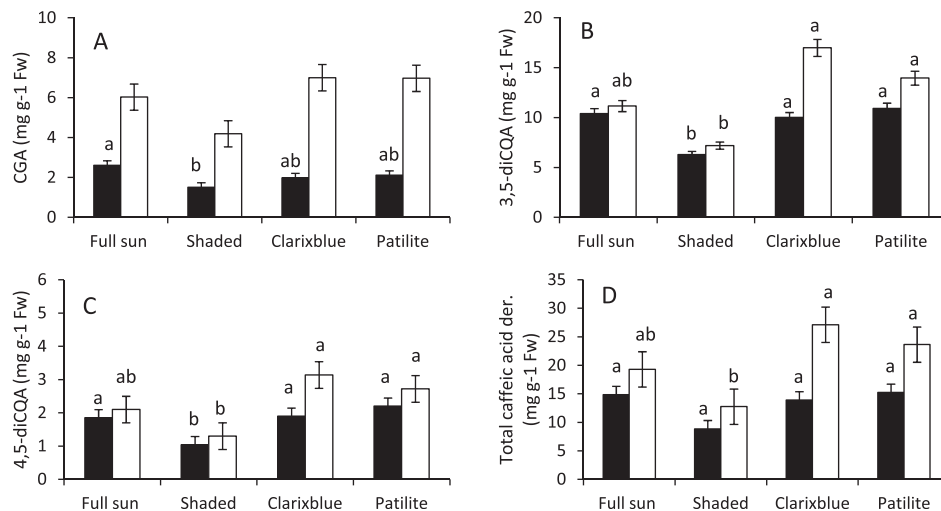 A
CGA (mg g-1 Fw)
10
8
6
4
2
0
a
b
ab
ab
Full sun Shaded Clarixblue Patilite
B
3,5-diCQA (mg g-1 Fw)
20
15
10
5
0
a ab
b b
a a
a a
Full sun Shaded Clarixblue Patilite
C
4,5-diCQA (mg g-1 Fw)
6
5
4
3
2
1
0
a ab
b b
a a
a a
Full sun Shaded Clarixblue Patilite
D
Total caffeic acid der.
(mg g-1 Fw)
35
30
25
20
15
10
5
0
a ab
a b
a a
a a
Full sun Shaded Clarixblue Patilite